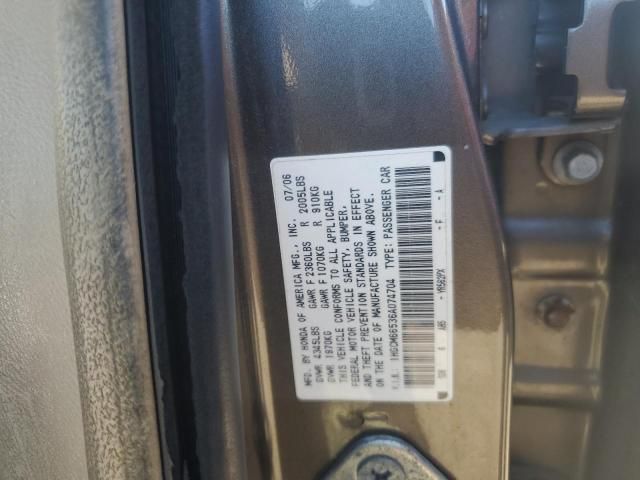 MFD. BY HONDA OF AMERICA MFG., INC. 07/06
GVWR 4345LBS GAWR F 2360LBS R 2005LBS
GVWR 1970KG GAWR F 1070KG R 910KG
THIS VEHICLE CONFORMS TO ALL APPLICABLE
FEDERAL MOTOR VEHICLE SAFETY, BUMPER,
AND THEFT PREVENTION STANDARDS IN EFFECT
ON THE DATE OF MANUFACTURE SHOWN ABOVE.
V.I.N.: 1HGCM66536A074704 TYPE: PASSENGER CAR
YR562PX - F - A